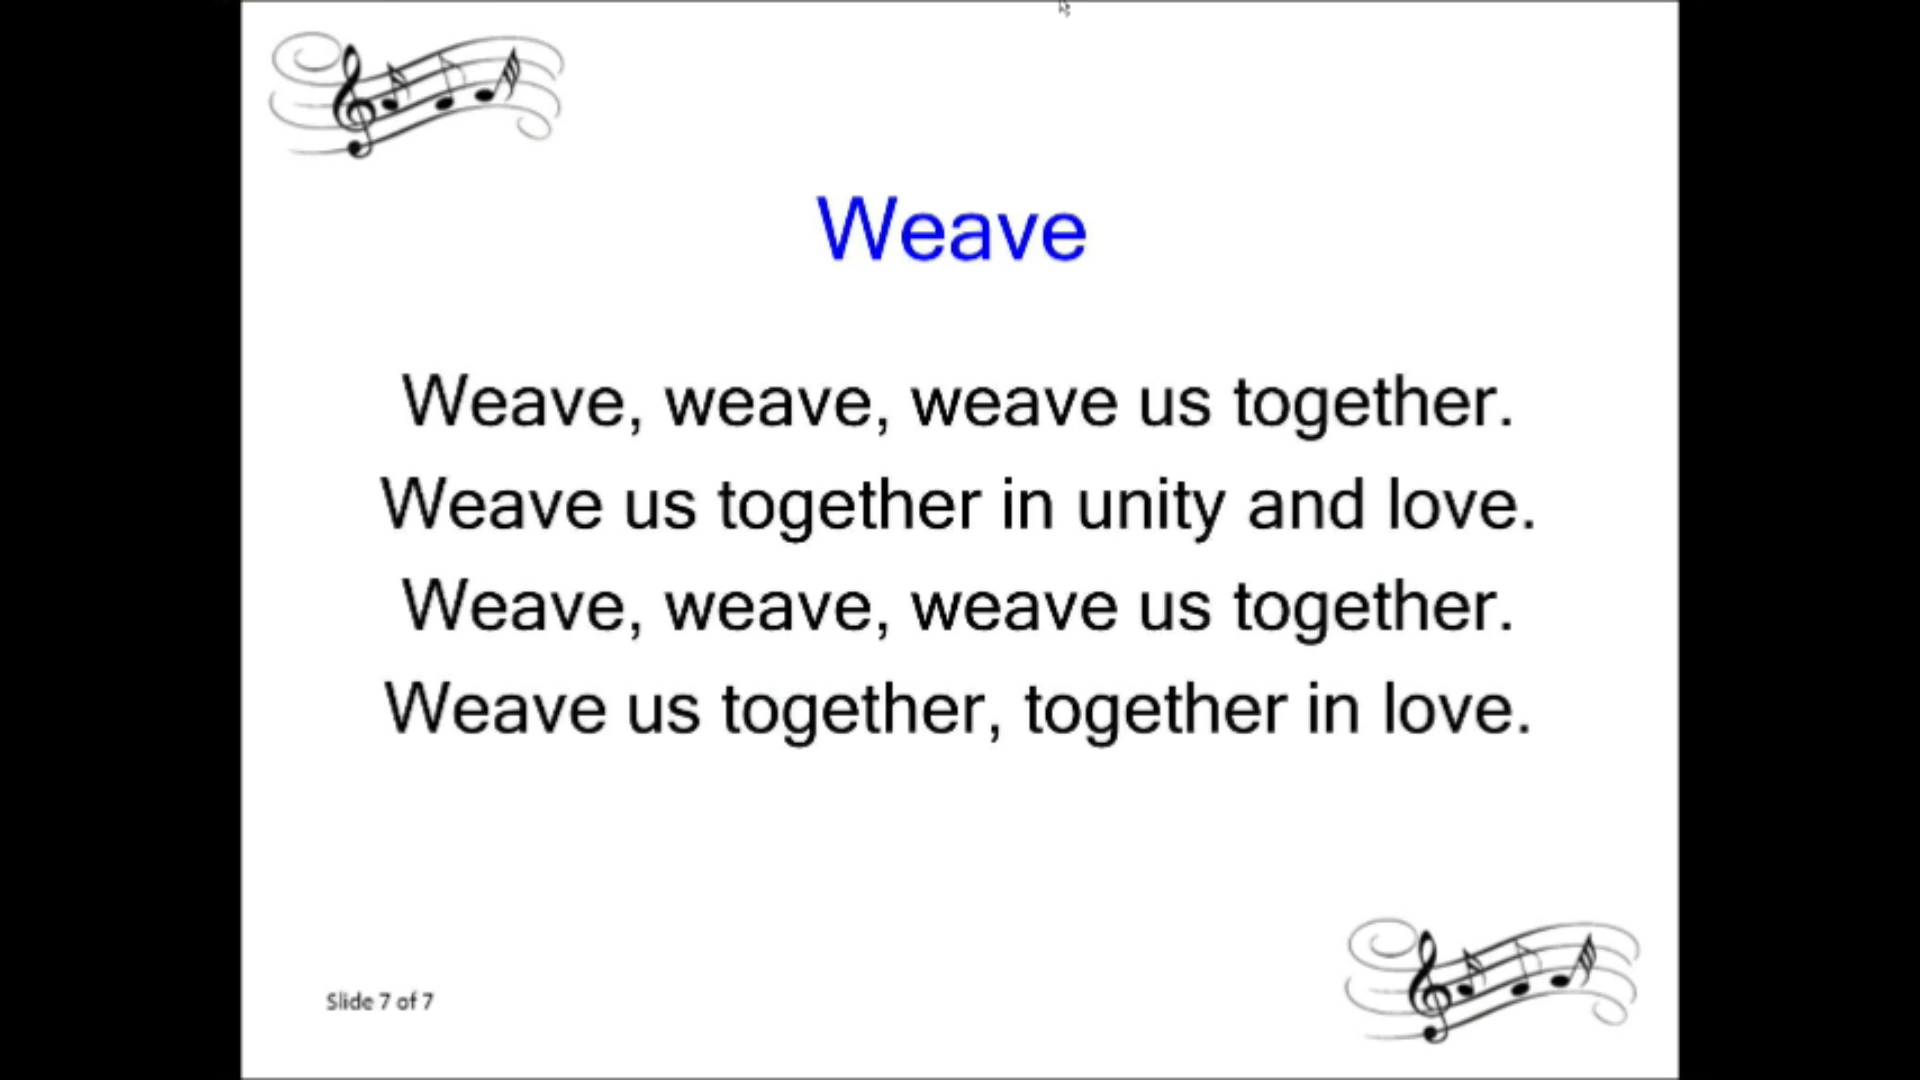 Weave
Weave, weave, weave us together.
Weave us together in unity and love.
Weave, weave, weave us together.
Weave us together, together in love.
Slide 7 of 7